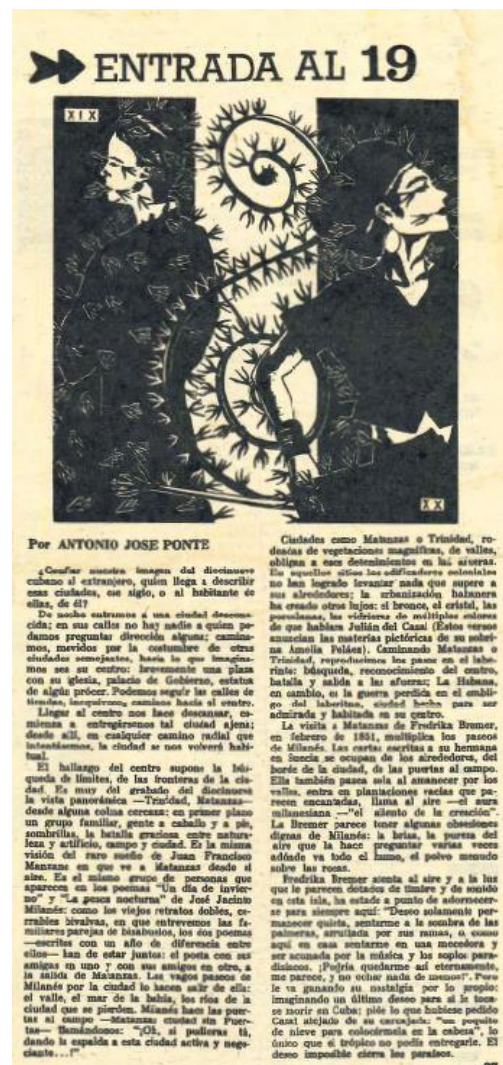 ENTRADA AL 19
XIX
XX
Por ANTONIO JOSE PONTE
¿Confiar nuestra imagen del diecinueve
cubano al extranjero, quien llega a describir
esas ciudades, ese siglo, o al habitante de
ellas, de él?
De noche entramos a una ciudad descono-
cida; en sus calles no hay nadie a quien po-
damos preguntar dirección alguna; camina-
mos, movidos por la costumbre de otras
ciudades semejantes, hacia lo que imagina-
mos sea su centro: brevemente una plaza
con su iglesia, palacio de Gobierno, estatua
de algún prócer. Podemos seguir las calles de
tiendas, inequívoco, camino hacia el centro.
Llegar al centro nos hace descansar, co-
mienza a entregársenos tal ciudad ajena;
desde allí, en cualquier camino radial que
intentásemos, la ciudad se nos volverá habi-
tual.
El hallazgo del centro supone la bús-
queda de límites, de las fronteras de la ciu-
dad. Es muy del grabado del diecinueve
la vista panorámica —Trinidad, Matanzas—
desde alguna colina cercana: en primer plano
un grupo familiar, gente a caballo y a pie,
sombrillas, la batalla graciosa entre natura-
leza y artificio, campo y ciudad. Es la misma
visión del raro sueño de Juan Francisco
Manzano en que ve a Matanzas desde el
aire. Es el mismo grupo de personas que
aparecen en los poemas "Un día de invier-
no" y "La pesca nocturna" de José Jacinto
Milanés: como los viejos retratos dobles, ce-
rrables bivalvas, en que entrevemos las fa-
miliares parejas de bisabuelos, los dos poemas
—escritos con un año de diferencia entre
ellos— han de estar juntos: el poeta con sus
amigas en uno y con sus amigos en otro, a
la salida de Matanzas. Los vagos paseos de
Milanés por la ciudad lo hacen salir de ella:
el valle, el mar de la bahía, los ríos de la
ciudad que se pierden. Milanés hace las puer-
tas al campo —Matanzas ciudad sin Puer-
tas— llamándonos: "¡Oh, si pudieras tú,
dando la espalda a esta ciudad activa y nego-
ciante...!"
Ciudades como Matanzas o Trinidad, ro-
deadas de vegetaciones magníficas, de valles,
obligan a esos detenimientos en las afueras.
En aquellos sitios los edificadores coloniales
no han logrado levantar nada que supere a
sus alrededores; la urbanización habanera
ha creado otros lujos: el bronce, el cristal, las
porcelanas, las vidrieras de múltiples colores
de que hablara Julián del Casal (Estos versos
anuncian las materias pictóricas de su sobri-
na Amelia Peláez). Caminando Matanzas o
Trinidad, reproducimos los pasos en el labe-
rinto: búsqueda, reconocimiento del centro,
batalla y salida a las afueras; La Habana,
en cambio, es la guerra perdida en el ombli-
go del laberinto, ciudad hecha para ser
admirada y habitada en su centro.
La visita a Matanzas de Fredrika Bremer,
en febrero de 1851, multiplica los paseos
de Milanés. Las cartas escritas a su hermana
en Suecia se ocupan de los alrededores, del
borde de la ciudad, de las puertas al campo.
Ella también pasea sola al amanecer por los
valles, entra en plantaciones vacías que pa-
recen encantadas, llama al aire —el aura
milanesiana —"el aliento de la creación".
La Bremer parece tener algunas obsesiones
dignas de Milanés: la brisa, la pureza del
aire que la hace preguntar varias veces
adónde va todo el humo, el polvo menudo
sobre las rosas.
Fredrika Bremer atenta al aire y a la luz
que le parecen dotados de timbre y de sonido
en esta isla, ha estado a punto de adormecer-
se para siempre aquí: "Deseo solamente per-
manecer quieta, sentarme a la sombra de las
palmeras, arrullada por sus ramas, o como
aquí en casa sentarme en una mecedora y
ser acunada por la música y los soplos para-
disíacos. ¡Podría quedarme así eternamente,
me parece, y no echar nada de menos!". Pero
le va ganando su nostalgia por lo propio:
imaginando un último deseo para si le toca-
se morir en Cuba; pide lo que hubiese pedido
Casal alejado de su carcajada: "un poquito
de nieve para colocármela en la cabeza", lo
único que el trópico no podía entregarle. El
deseo imposible cierra los paraísos.